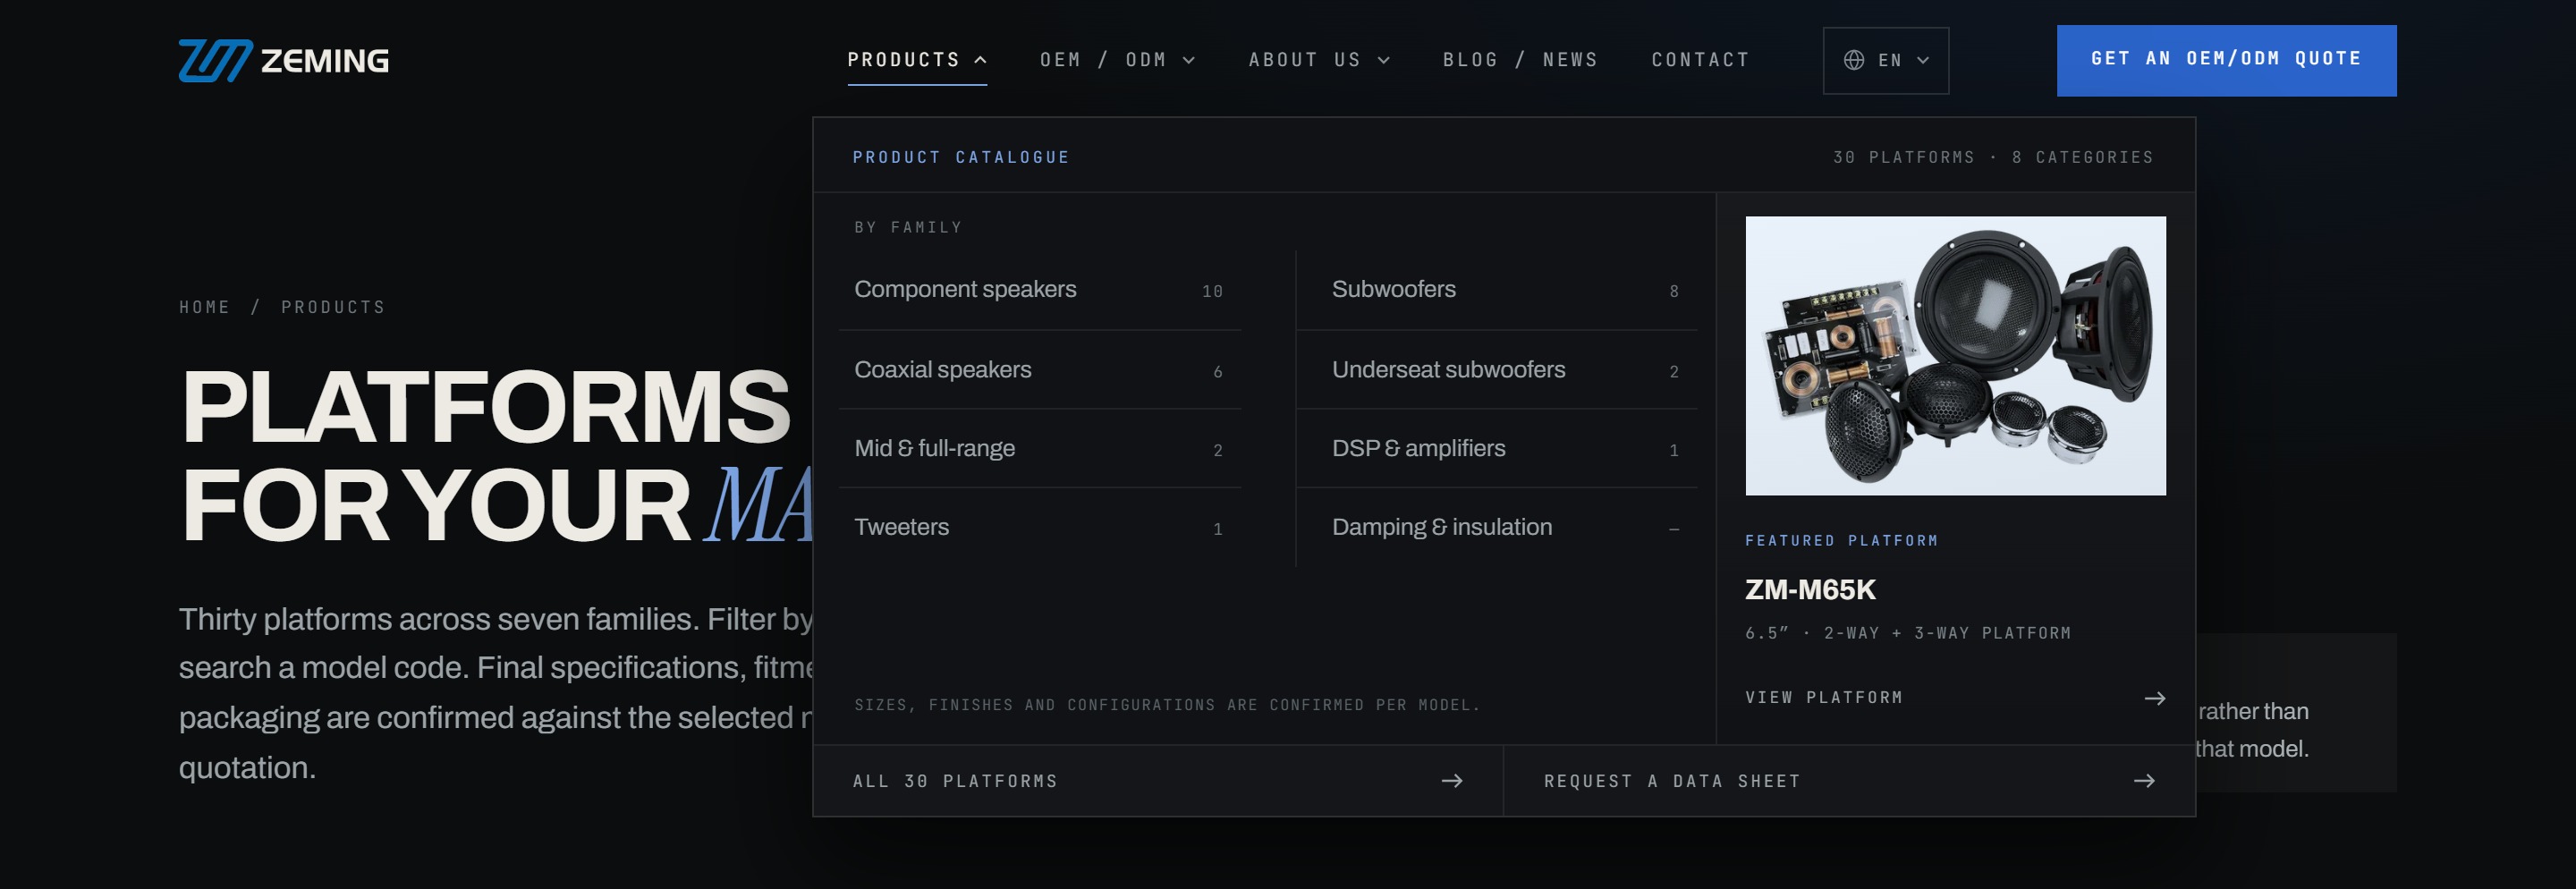 ZEMING
PRODUCTS
OEM / ODM
ABOUT US
BLOG / NEWS
CONTACT
EN
GET AN OEM/ODM QUOTE
PRODUCT CATALOGUE
30 PLATFORMS · 8 CATEGORIES
BY FAMILY
Component speakers 10
Subwoofers 8
Coaxial speakers 6
Underseat subwoofers 2
Mid & full-range 2
DSP & amplifiers 1
Tweeters 1
Damping & insulation —
SIZES, FINISHES AND CONFIGURATIONS ARE CONFIRMED PER MODEL.
FEATURED PLATFORM
ZM-M65K
6.5″ · 2-WAY + 3-WAY PLATFORM
VIEW PLATFORM →
ALL 30 PLATFORMS →
REQUEST A DATA SHEET →
HOME / PRODUCTS
PLATFORMS
FOR YOUR
Thirty platforms across seven families. Filter by
search a model code. Final specifications,
packaging are confirmed against the selected
quotation.
rather than
that model.